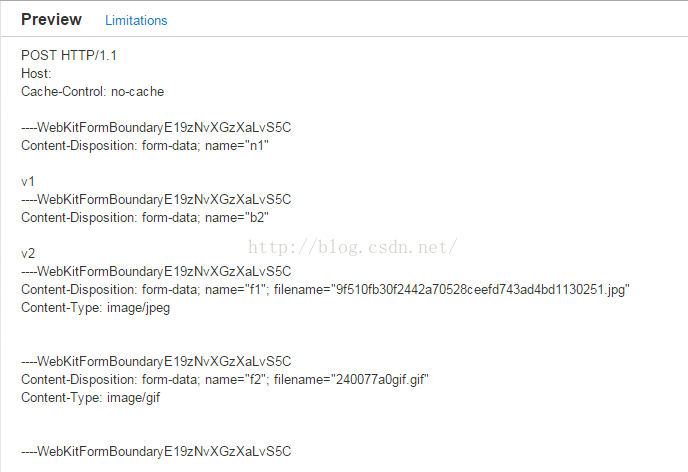 Preview Limitations
POST HTTP/1.1
Host:
Cache-Control: no-cache
----WebKitFormBoundaryE19zNvXGzXaLvS5C
Content-Disposition: form-data; name="n1"
v1
----WebKitFormBoundaryE19zNvXGzXaLvS5C
Content-Disposition: form-data; name="b2"
v2
http://blog.csdn.net/
----WebKitFormBoundaryE19zNvXGzXaLvS5C
Content-Disposition: form-data; name="f1"; filename="9f510fb30f2442a70528ceefd743ad4bd1130251.jpg"
Content-Type: image/jpeg
----WebKitFormBoundaryE19zNvXGzXaLvS5C
Content-Disposition: form-data; name="f2"; filename="240077a0gif.gif"
Content-Type: image/gif
----WebKitFormBoundaryE19zNvXGzXaLvS5C